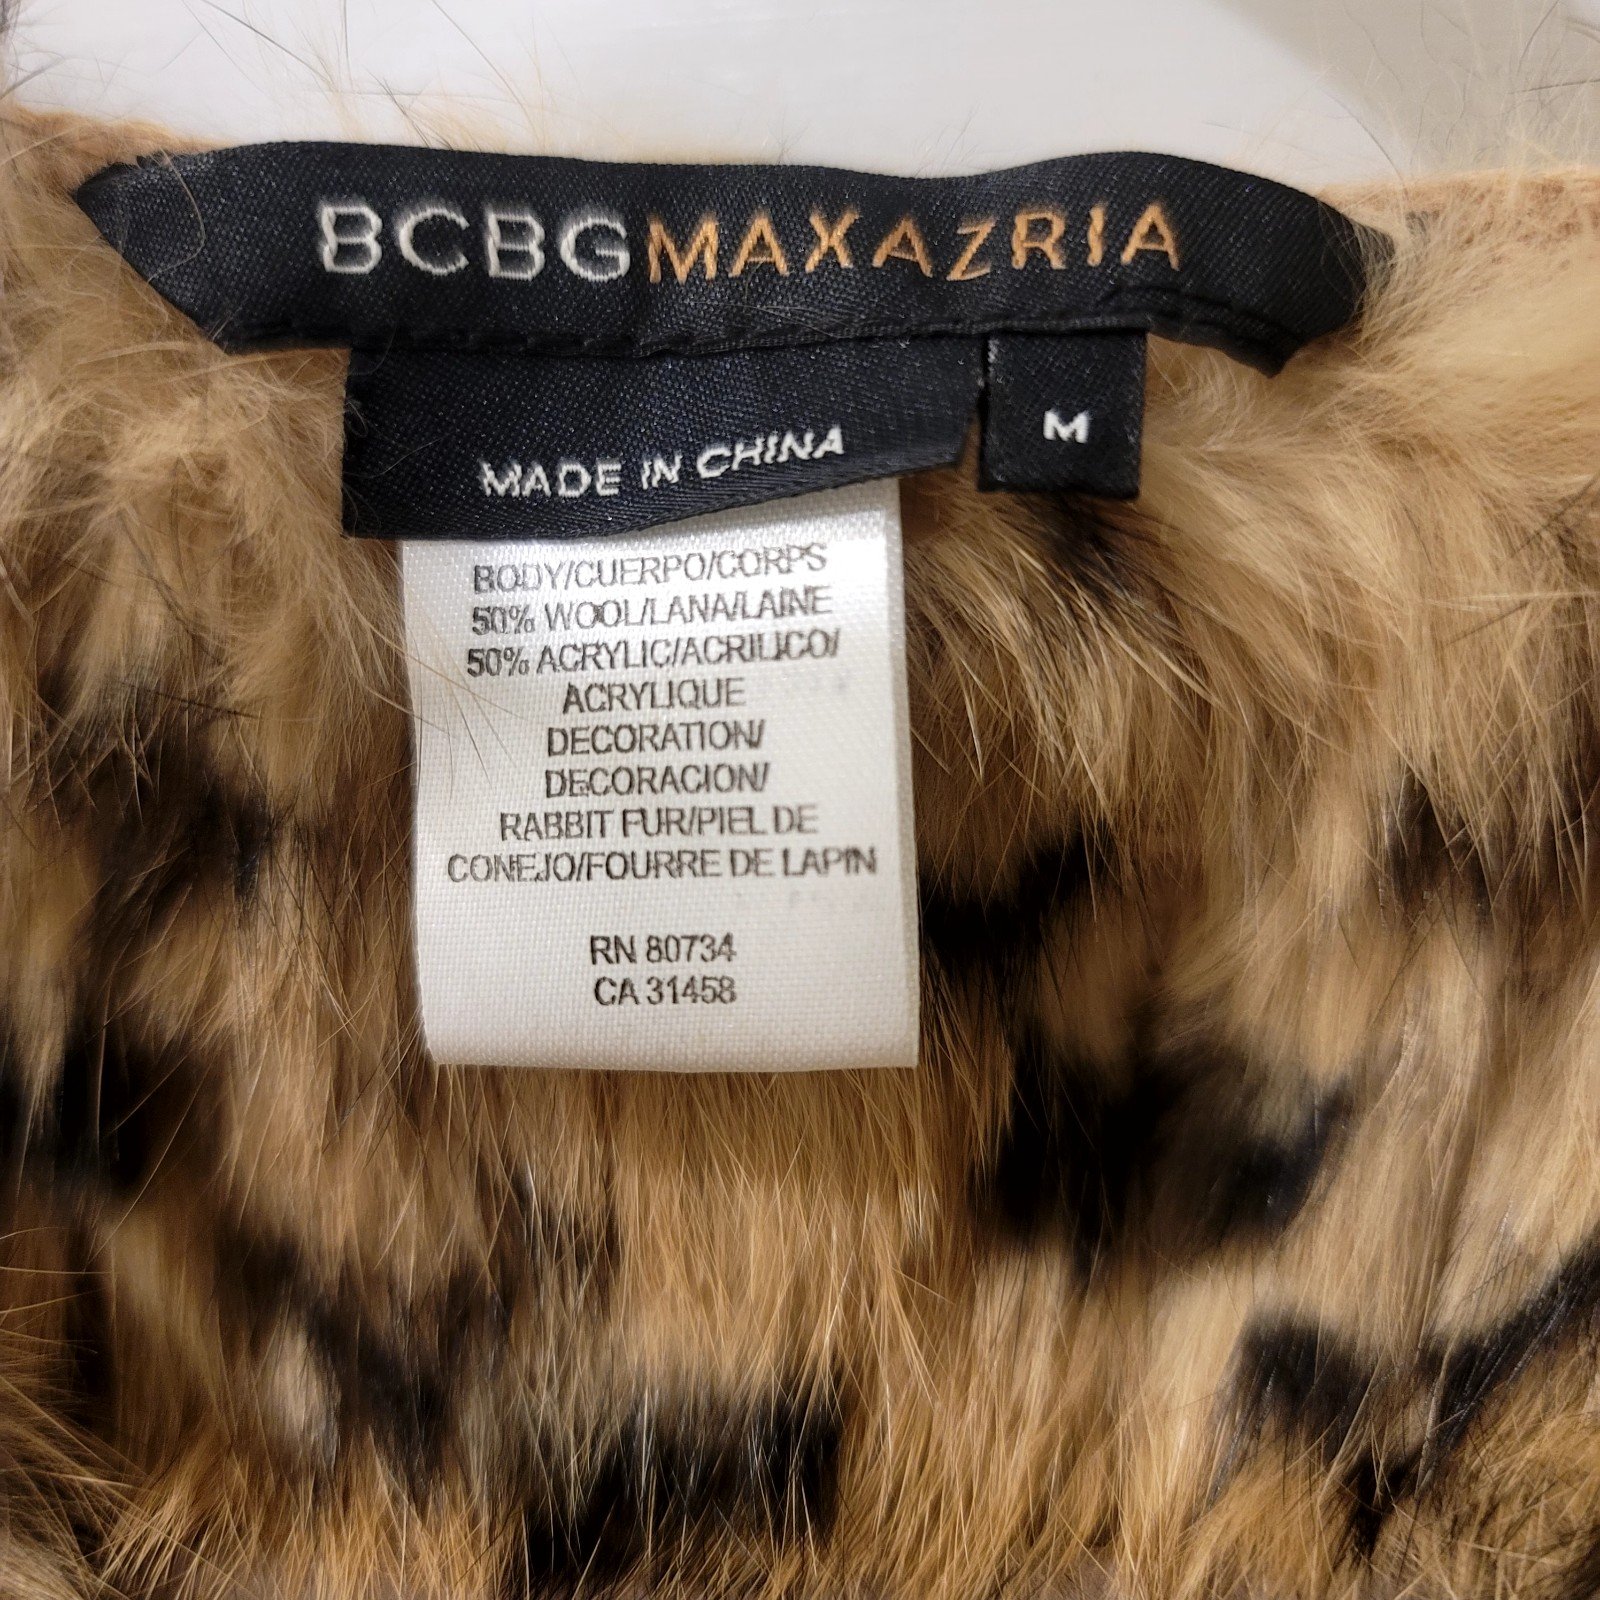 BCBGMAXAZRIA
MADE IN CHINA
M
BODY/CUERPO/CORPS
50% WOOL/LANA/LAINE
50% ACRYLIC/ACRILICO/
ACRYLIQUE
DECORATION/
DECORACION/
RABBIT FUR/PIEL DE
CONEJO/FOURRE DE LAPIN
RN 80734
CA 31458